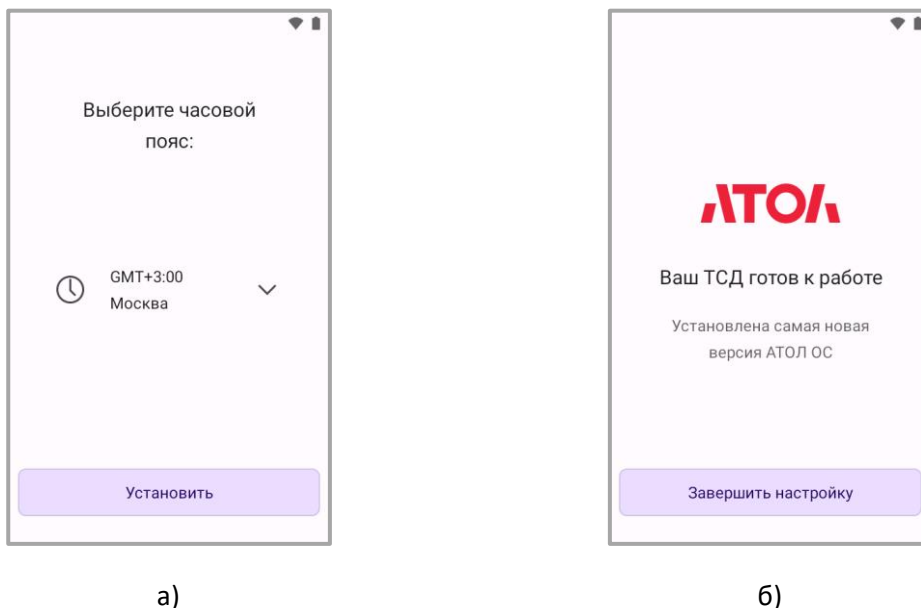 Выберите часовой
пояс:
GMT+3:00
Москва
Установить
а)
АТОЛ
Ваш ТСД готов к работе
Установлена самая новая
версия АТОЛ ОС
Завершить настройку
б)